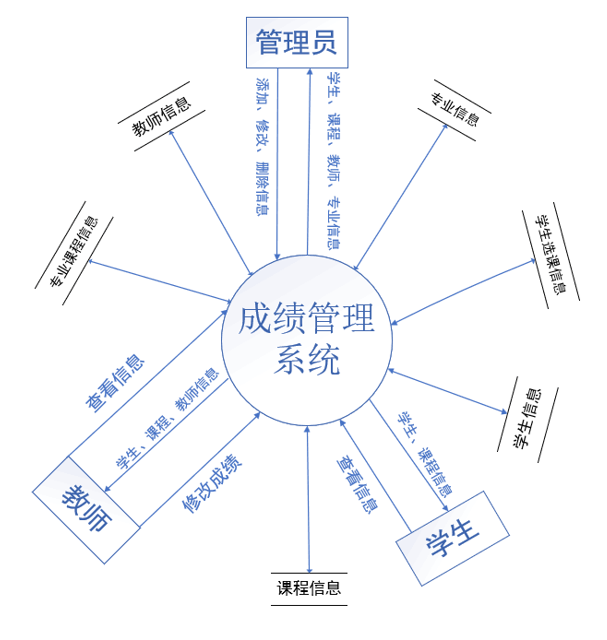 管理员
添加、修改、删除信息
学生、课程、教师、专业信息
教师信息
专业信息
专业课程信息
学生选课信息
成绩管理
系统
查看信息
学生、课程、教师信息
修改成绩
教师
学生信息
学生、课程信息
查看信息
学生
课程信息